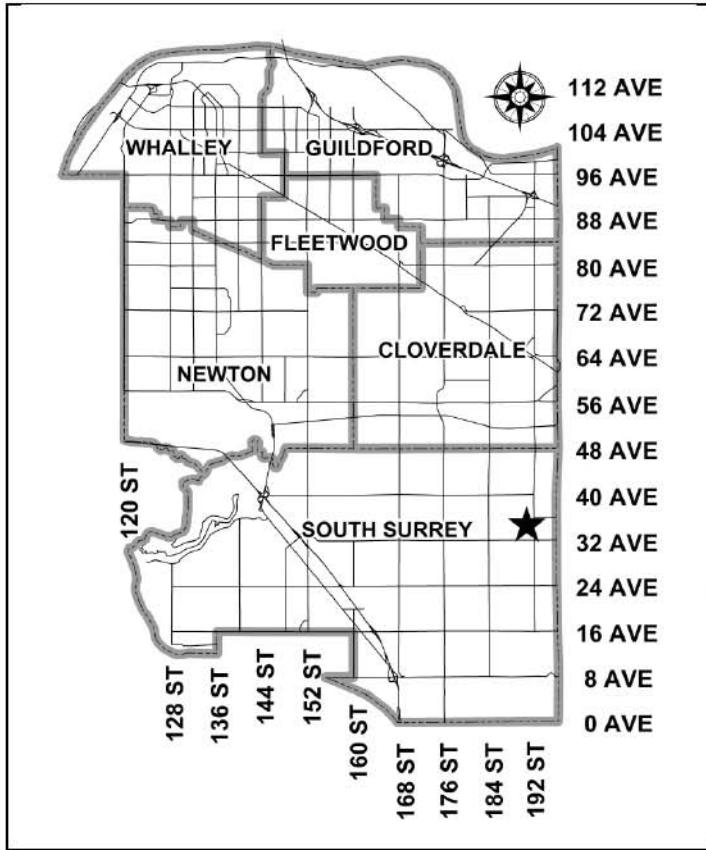 112 AVE
104 AVE
WHALLEY
GUILDFORD
96 AVE
88 AVE
FLEETWOOD
80 AVE
72 AVE
CLOVERDALE
64 AVE
NEWTON
56 AVE
48 AVE
120 ST
40 AVE
SOUTH SURREY
32 AVE
24 AVE
16 AVE
128 ST
136 ST
144 ST
152 ST
8 AVE
160 ST
0 AVE
168 ST
176 ST
184 ST
192 ST